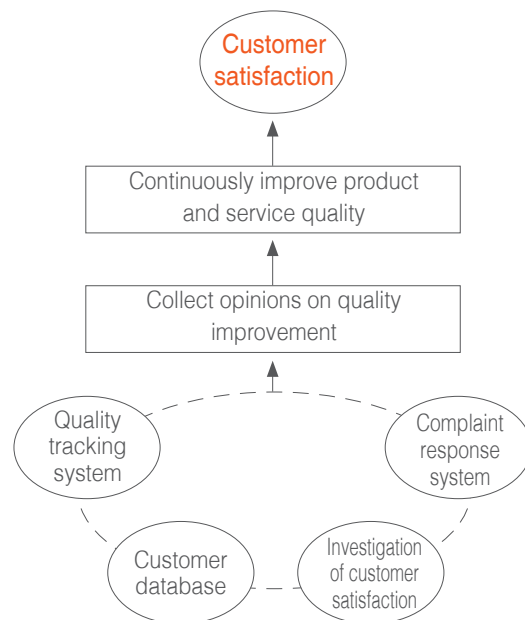 Customer
satisfaction
Continuously improve product
and service quality
Collect opinions on quality
improvement
Quality
tracking
system
Complaint
response
system
Customer
database
Investigation
of customer
satisfaction